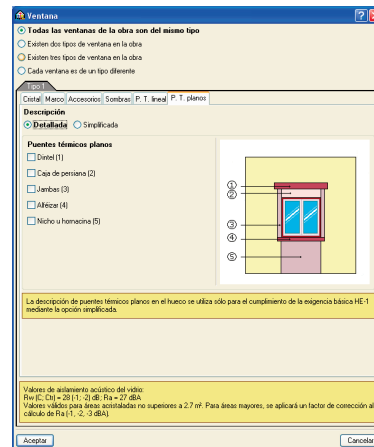 Ventana
Todas las ventanas de la obra son del mismo tipo
Existen dos tipos de ventana en la obra
Existen tres tipos de ventana en la obra
Cada ventana es de un tipo diferente
Tipo 1
Cristal Marco Accesorios Sombras P. T. lineal P. T. planos
Descripción
Detallada Simplificada
Puentes térmicos planos
Dintel (1)
Caja de persiana (2)
Jambas (3)
Alféizar (4)
Nicho u hornacina (5)
1
2
3
4
5
La descripción de puentes térmicos planos en el hueco se utiliza sólo para el cumplimiento de la exigencia básica HE-1
mediante la opción simplificada.
Valores de aislamiento acústico del vidrio:
Rw (C; Ctr) = 28 (-1; -2) dB; Ra = 27 dBA
Valores válidos para áreas acristaladas no superiores a 2.7 m². Para áreas mayores, se aplicará un factor de corrección al
cálculo de Ra (-1, -2, -3 dBA).
Aceptar Cancelar